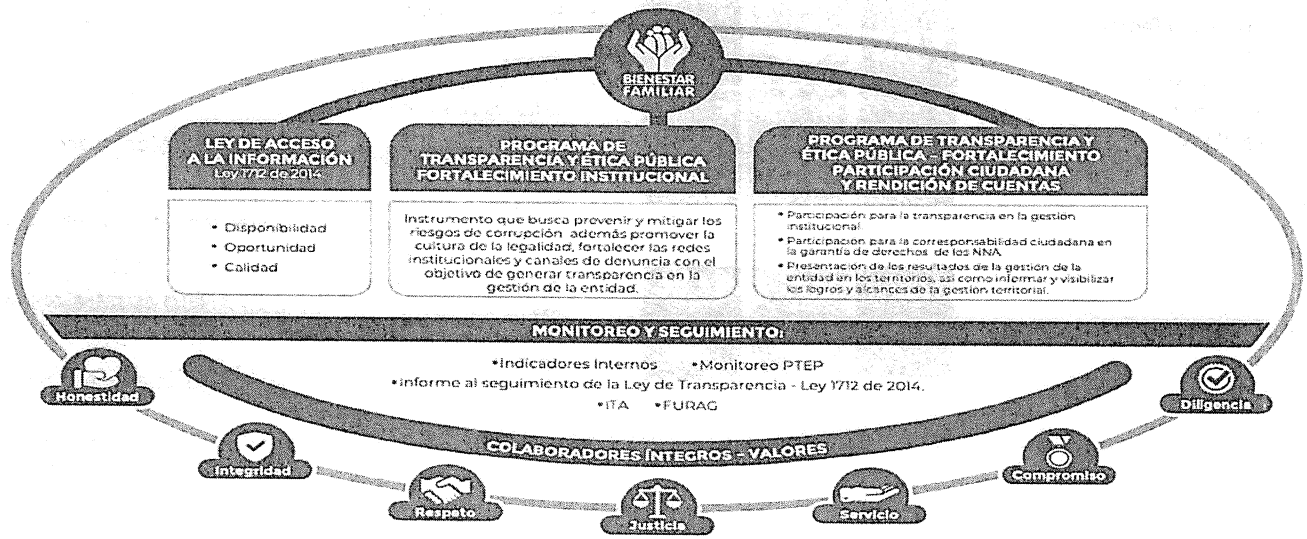 BIENESTAR
FAMILIAR
LEY DE ACCESO
A LA INFORMACIÓN
Ley 1712 de 2014
• Disponibilidad
• Oportunidad
• Calidad
PROGRAMA DE
TRANSPARENCIA Y ÉTICA PÚBLICA
FORTALECIMIENTO INSTITUCIONAL
Instrumento que busca prevenir y mitigar los
riesgos de corrupción además promover la
cultura de la legalidad, fortalecer las redes
institucionales y canales de denuncia con el
objetivo de generar transparencia en la
gestión de la entidad.
PROGRAMA DE TRANSPARENCIA Y
ÉTICA PÚBLICA – FORTALECIMIENTO
PARTICIPACIÓN CIUDADANA
Y RENDICIÓN DE CUENTAS
• Participación para la transparencia en la gestión
institucional.
• Participación para la corresponsabilidad ciudadana en
la garantía de derechos de los NNA.
• Presentación de los resultados de la gestión de la
entidad en los territorios, así como informar y visibilizar
los logros y alcances de la gestión territorial.
MONITOREO Y SEGUIMIENTO:
•Indicadores Internos •Monitoreo PTEP
•Informe al seguimiento de la Ley de Transparencia - Ley 1712 de 2014.
•ITA •FURAG
COLABORADORES ÍNTEGROS – VALORES
Honestidad
Integridad
Respeto
Justicia
Servicio
Compromiso
Diligencia